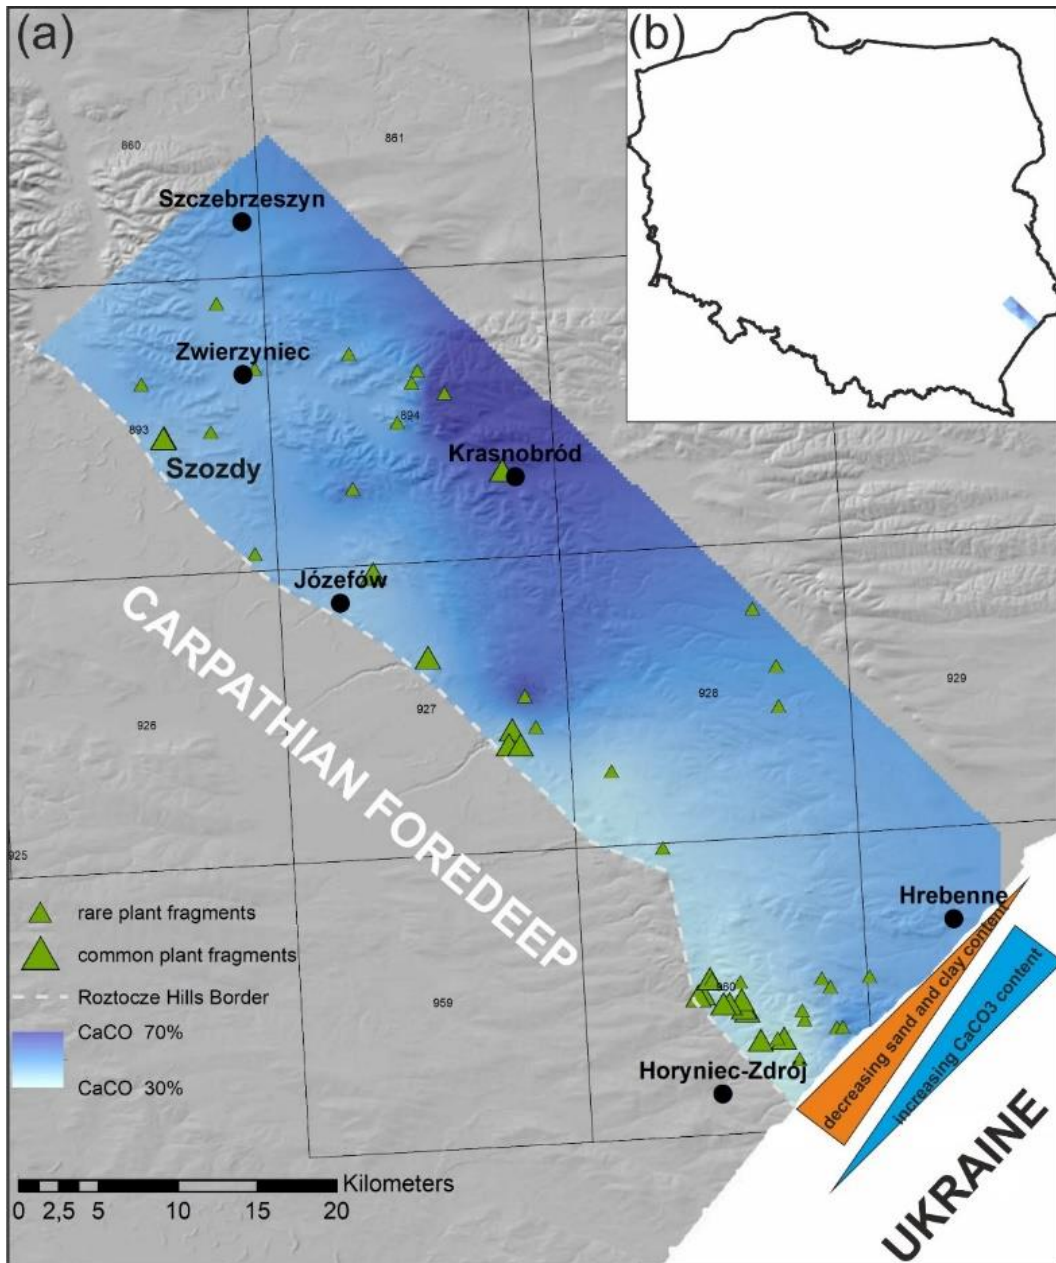 (a)
(b)
860
861
Szczebrzeszyn
Zwierzyniec
893
894
Szozdy
Krasnobród
Józefów
CARPATHIAN FOREDEEP
926
927
928
929
925
rare plant fragments
common plant fragments
Roztocze Hills Border
CaCO 70%
CaCO 30%
959
960
Hrebenne
Horyniec-Zdrój
decreasing sand and clay content
increasing CaCO3 content
UKRAINE
Kilometers
0 2,5 5 10 15 20